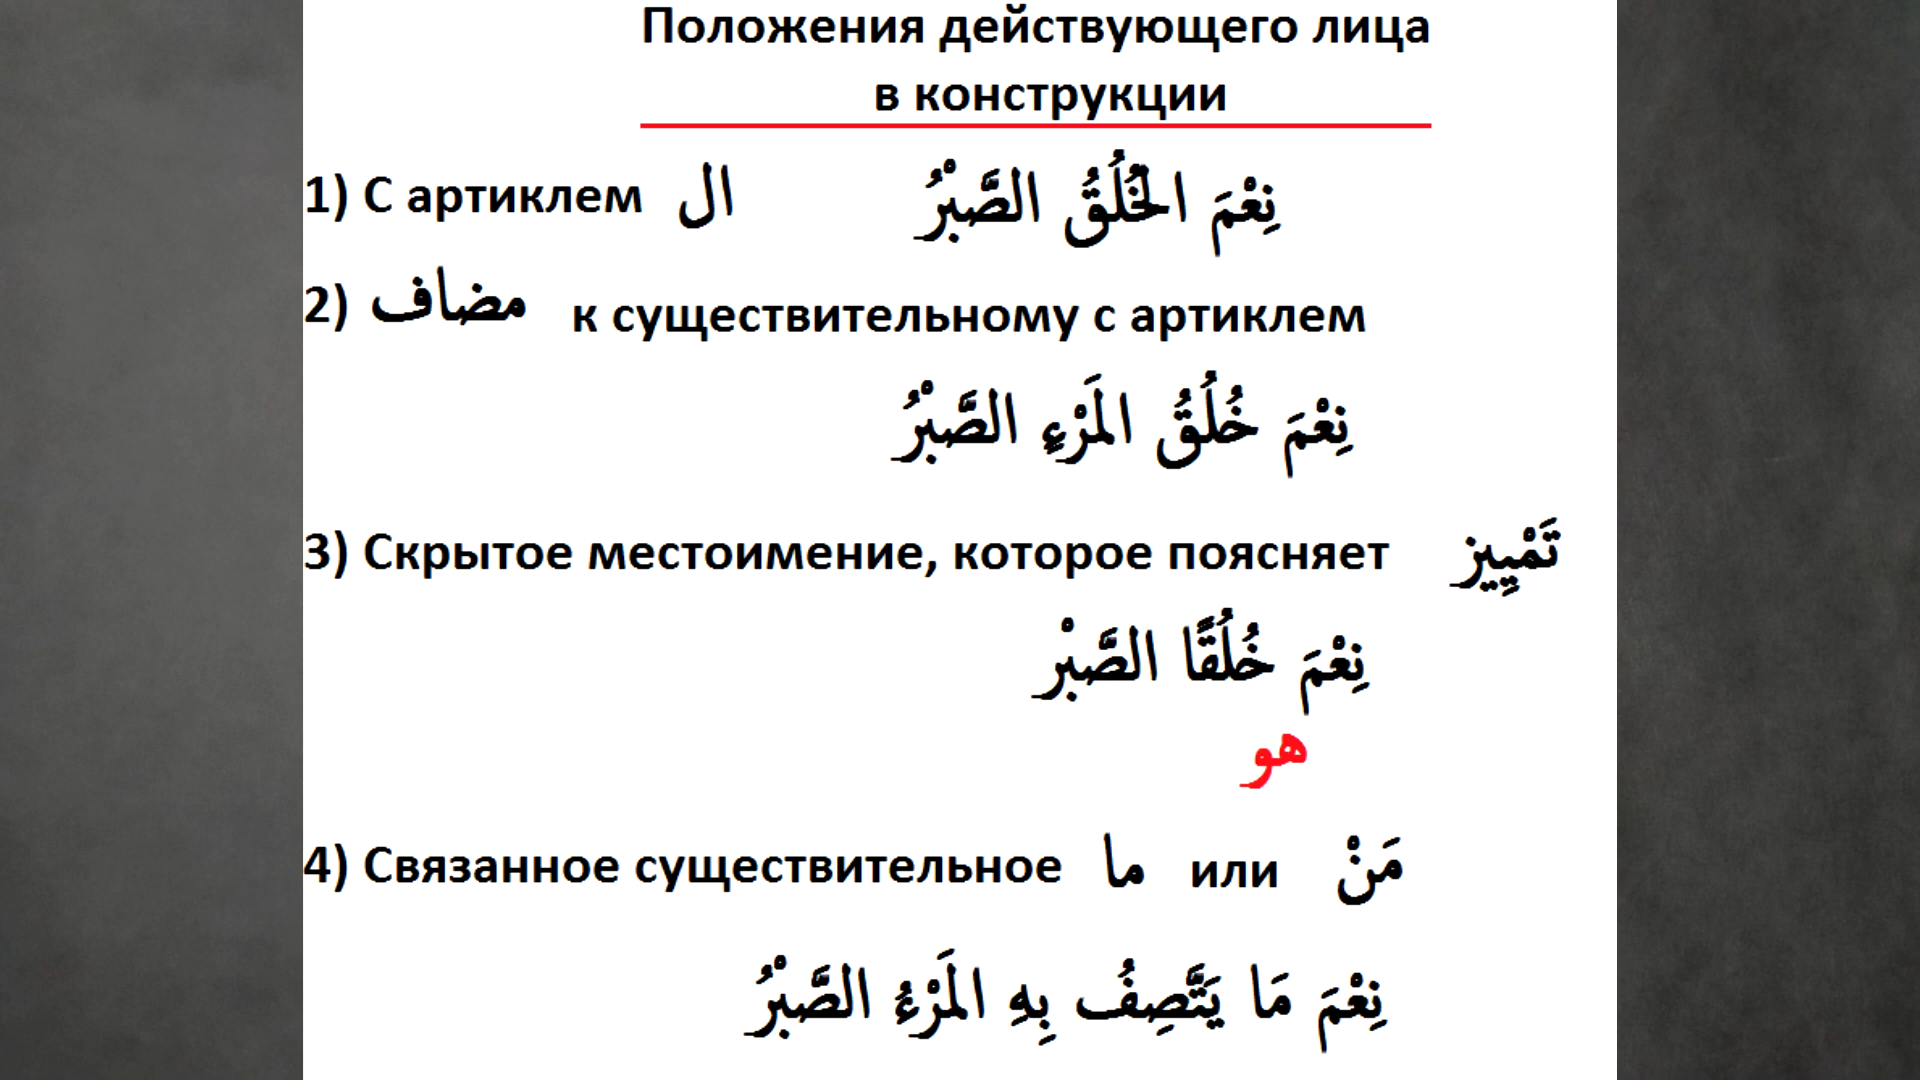 Положения действующего лица
в конструкции
1) С артиклем ال نِعْمَ الخُلُقُ الصَّبْرُ
2) مضاف к существительному с артиклем
نِعْمَ خُلُقُ المَرْءِ الصَّبْرُ
3) Скрытое местоимение, которое поясняет تَمْيِيز
نِعْمَ خُلُقًا الصَّبْر
هو
4) Связанное существительное ما или مَنْ
نِعْمَ مَا يَتَّصِفُ بِهِ المَرْءُ الصَّبْرُ